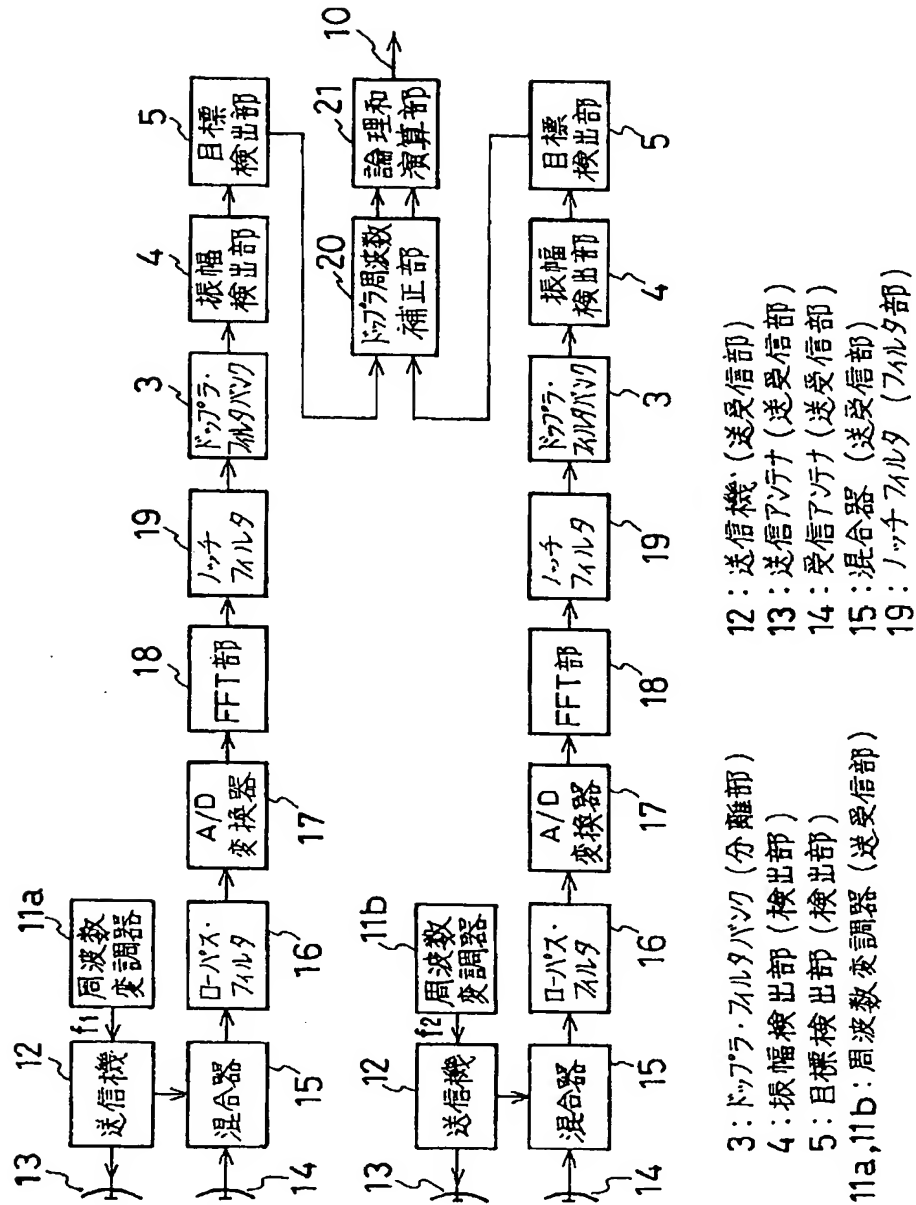 13
12
送信機
f1
11a
周波数
変調器
14
15
混合器
ローパス・
フィルタ
16
A/D
変換器
17
18
FFT部
19
ノッチ
フィルタ
3
ドップラ・
フィルタバンク
4
振幅
検出部
5
目標
検出部
20
ドップラ周波数
補正部
21
論理和
演算部
10
13
12
送信機
f2
11b
周波数
変調器
14
15
混合器
ローパス・
フィルタ
16
A/D
変換器
17
FFT部
18
ノッチ
フィルタ
19
ドップラ・
フィルタバンク
3
振幅
検出部
4
目標
検出部
5
3：ドップラ・フィルタバンク（分離部）
4：振幅検出部（検出部）
5：目標検出部（検出部）
11a,11b：周波数変調器（送受信部）
12：送信機（送受信部）
13：送信アンテナ（送受信部）
14：受信アンテナ（送受信部）
15：混合器（送受信部）
19：ノッチフィルタ（フィルタ部）